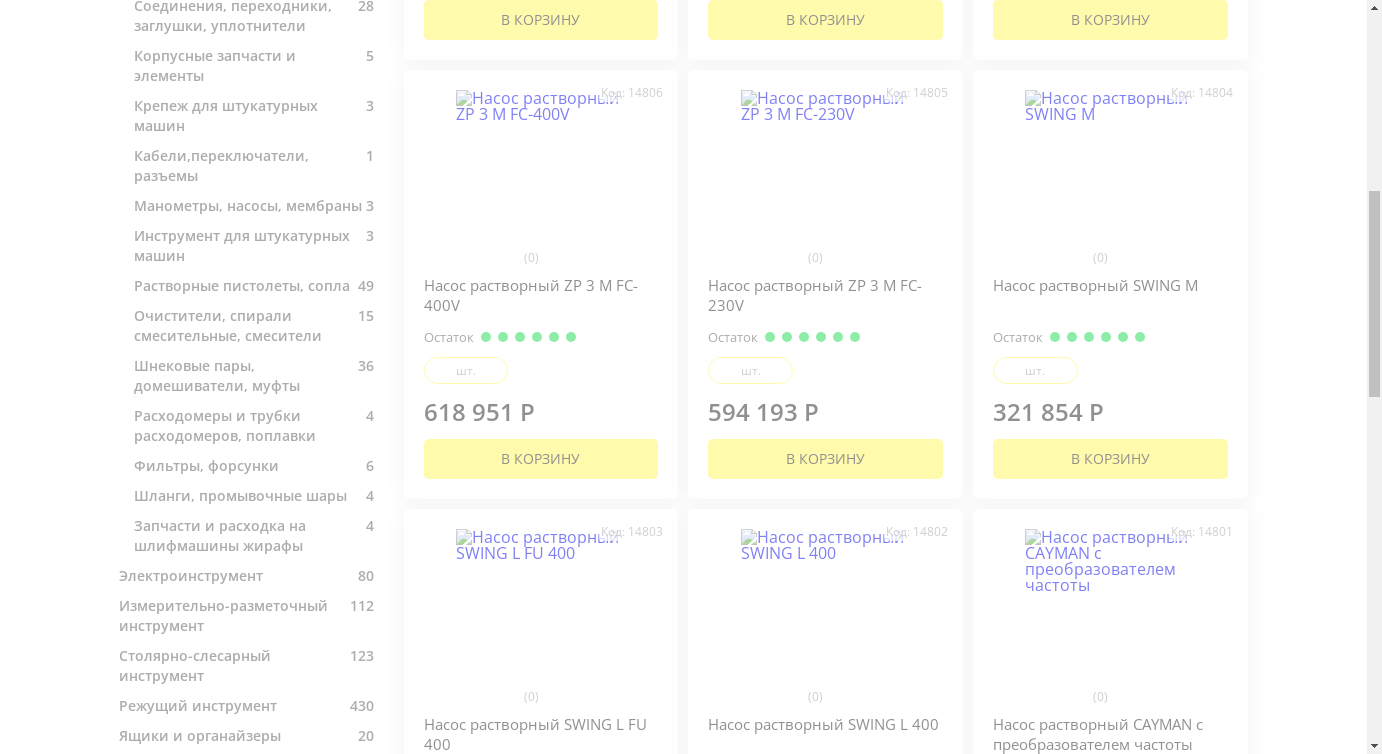 Соединения, переходники, 28
заглушки, уплотнители
Корпусные запчасти и 5
элементы
Крепеж для штукатурных 3
машин
Кабели,переключатели, 1
разъемы
Манометры, насосы, мембраны 3
Инструмент для штукатурных 3
машин
Растворные пистолеты, сопла 49
Очистители, спирали 15
смесительные, смесители
Шнековые пары, 36
домешиватели, муфты
Расходомеры и трубки 4
расходомеров, поплавки
Фильтры, форсунки 6
Шланги, промывочные шары 4
Запчасти и расходка на 4
шлифмашины жирафы
Электроинструмент 80
Измерительно-разметочный 112
инструмент
Столярно-слесарный 123
инструмент
Режущий инструмент 430
Ящики и органайзеры 20
В КОРЗИНУ
В КОРЗИНУ
В КОРЗИНУ
Код: 14806
Насос растворный
ZP 3 M FC-400V
(0)
Насос растворный ZP 3 M FC-
400V
Остаток
шт.
618 951 Р
В КОРЗИНУ
Код: 14805
Насос растворный
ZP 3 M FC-230V
(0)
Насос растворный ZP 3 M FC-
230V
Остаток
шт.
594 193 Р
В КОРЗИНУ
Код: 14804
Насос растворный
SWING M
(0)
Насос растворный SWING M
Остаток
шт.
321 854 Р
В КОРЗИНУ
Код: 14803
Насос растворный
SWING L FU 400
(0)
Насос растворный SWING L FU
400
Код: 14802
Насос растворный
SWING L 400
(0)
Насос растворный SWING L 400
Код: 14801
Насос растворный
CAYMAN с
преобразователем
частоты
(0)
Насос растворный CAYMAN с
преобразователем частоты